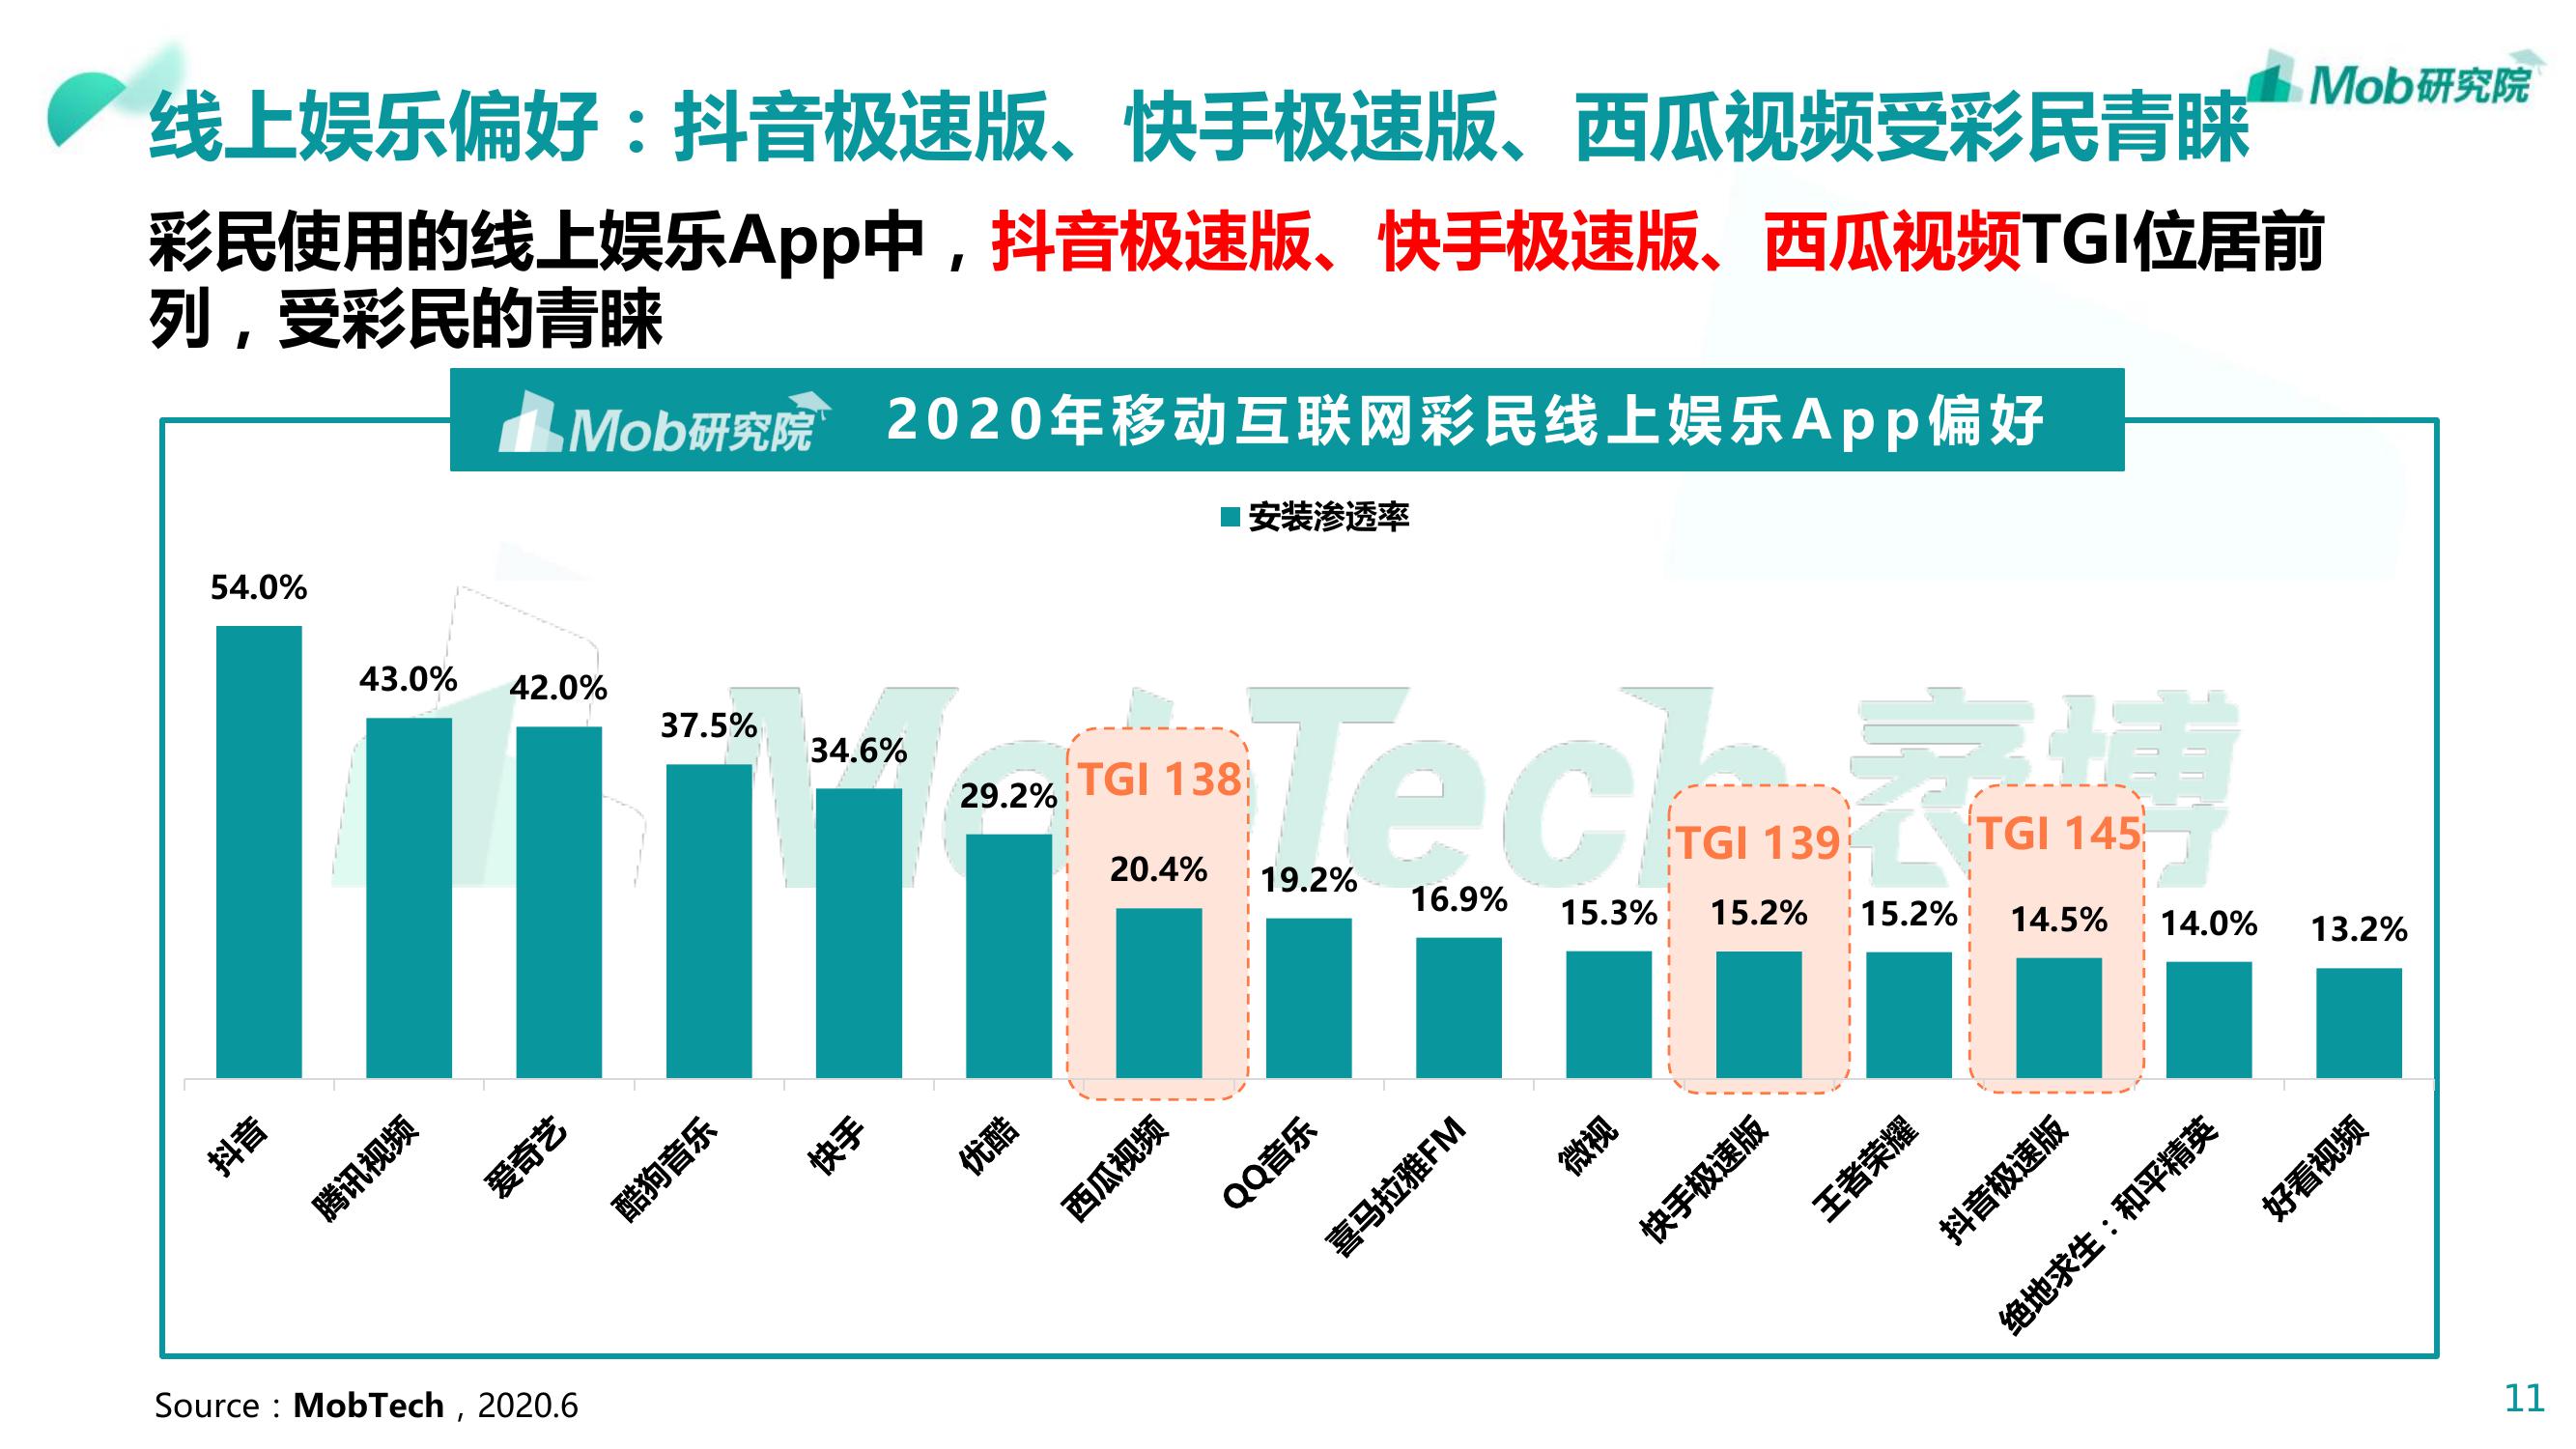 Mob研究院
线上娱乐偏好：抖音极速版、快手极速版、西瓜视频受彩民青睐
彩民使用的线上娱乐App中，抖音极速版、快手极速版、西瓜视频TGI位居前
列，受彩民的青睐
Mob研究院 2020年移动互联网彩民线上娱乐App偏好
安装渗透率
54.0%
43.0%
42.0%
37.5%
34.6%
29.2%
TGI 138
20.4%
19.2%
16.9%
15.3%
TGI 139
15.2%
15.2%
TGI 145
14.5%
14.0%
13.2%
MobTech袤博
抖音
腾讯视频
爱奇艺
酷狗音乐
快手
优酷
西瓜视频
QQ音乐
喜马拉雅FM
微视
快手极速版
王者荣耀
抖音极速版
绝地求生：和平精英
好看视频
Source：MobTech，2020.6
11